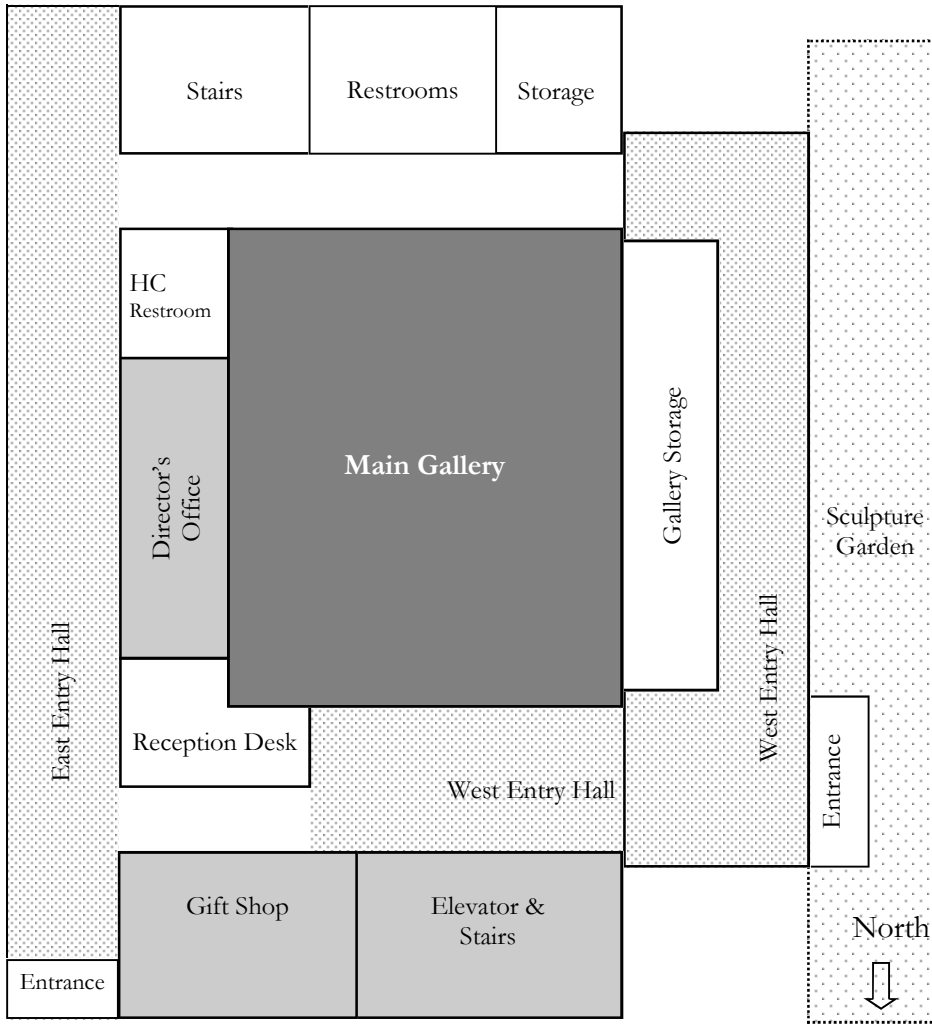 Stairs
Restrooms
Storage
HC
Restroom
Main Gallery
Director's
Office
Gallery Storage
Sculpture
Garden
East Entry Hall
West Entry Hall
Reception Desk
West Entry Hall
Entrance
Gift Shop
Elevator &
Stairs
North
Entrance